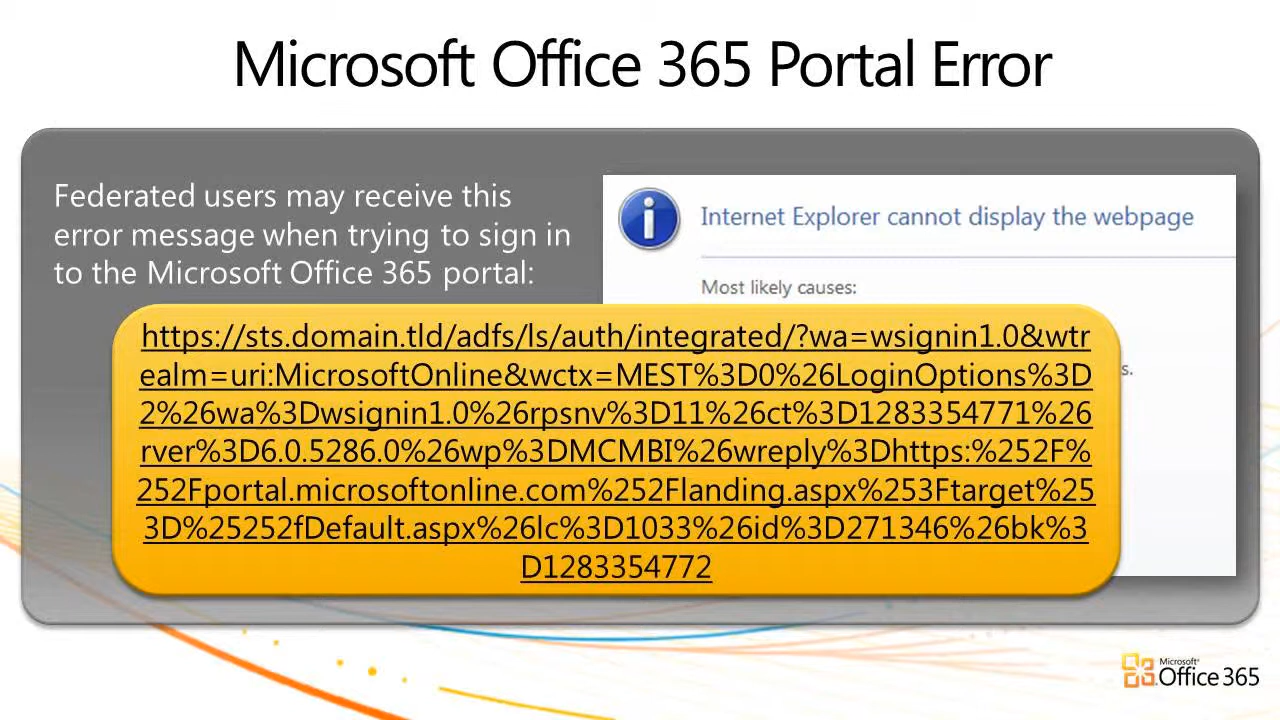 Microsoft Office 365 Portal Error
Federated users may receive this
error message when trying to sign in
to the Microsoft Office 365 portal:
Internet Explorer cannot display the webpage
Most likely causes:
s.
https://sts.domain.tld/adfs/ls/auth/integrated/?wa=wsignin1.0&wtr
ealm=uri:MicrosoftOnline&wctx=MEST%3D0%26LoginOptions%3D
2%26wa%3Dwsignin1.0%26rpsnv%3D11%26ct%3D1283354771%26
rver%3D6.0.5286.0%26wp%3DMCMBI%26wreply%3Dhttps:%252F%
252Fportal.microsoftonline.com%252Flanding.aspx%253Ftarget%25
3D%25252fDefault.aspx%26lc%3D1033%26id%3D271346%26bk%3
D1283354772
Microsoft®
Office 365